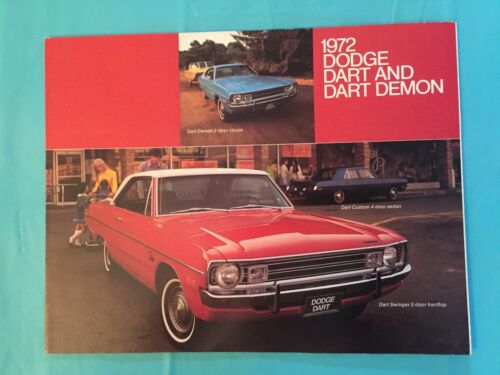 1972
DODGE
DART AND
DART DEMON
Dart Demon 2-door coupe
Dart Custom 4-door sedan
Dart Swinger 2-door hardtop
DODGE
DART